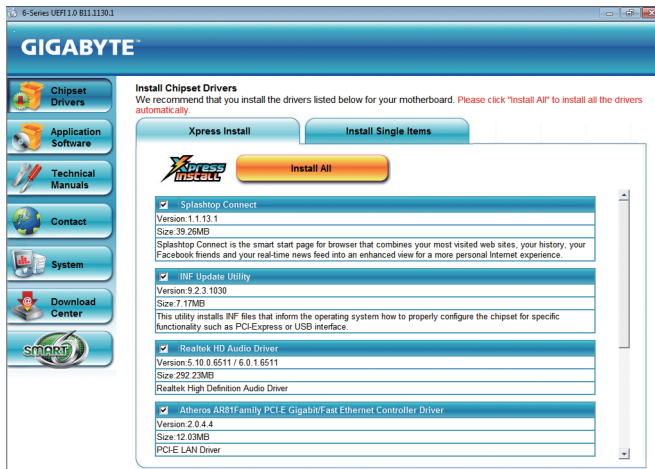 6-Series UEFI 1.0 B11.1130.1
GIGABYTE™
Chipset
Drivers
Application
Software
Technical
Manuals
Contact
System
Download
Center
SMART 6
Install Chipset Drivers
We recommend that you install the drivers listed below for your motherboard. Please click "Install All" to install all the drivers
automatically.
Xpress Install
Install Single Items
Xpress
INSTALL
Install All
Splashtop Connect
Version:1.1.13.1
Size:39.26MB
Splashtop Connect is the smart start page for browser that combines your most visited web sites, your history, your
Facebook friends and your real-time news feed into an enhanced view for a more personal Internet experience.
INF Update Utility
Version:9.2.3.1030
Size:7.17MB
This utility installs INF files that inform the operating system how to properly configure the chipset for specific
functionality such as PCI-Express or USB interface.
Realtek HD Audio Driver
Version:5.10.0.6511 / 6.0.1.6511
Size:292.23MB
Realtek High Definition Audio Driver
Atheros AR81Family PCI-E Gigabit/Fast Ethernet Controller Driver
Version:2.0.4.4
Size:12.03MB
PCI-E LAN Driver